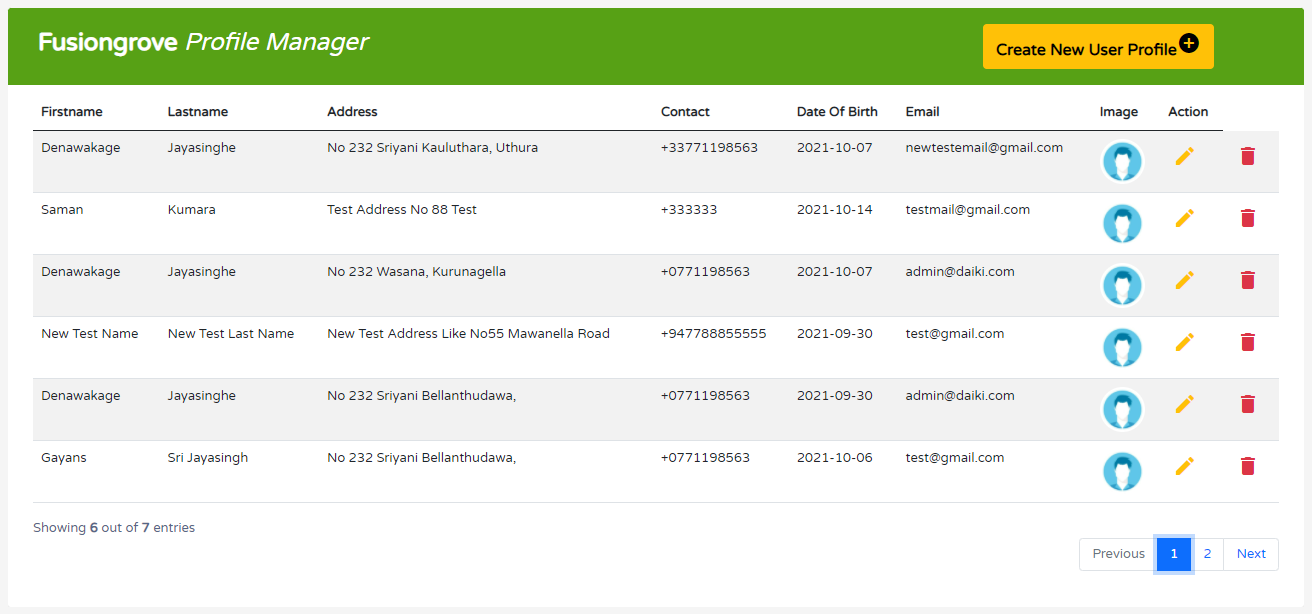 Fusiongrove Profile Manager
Create New User Profile
Firstname Lastname Address Contact Date Of Birth Email Image Action
Denawakage Jayasinghe No 232 Sriyani Kauluthara, Uthura +33771198563 2021-10-07 newtestemail@gmail.com
Saman Kumara Test Address No 88 Test +333333 2021-10-14 testmail@gmail.com
Denawakage Jayasinghe No 232 Wasana, Kurunagella +0771198563 2021-10-07 admin@daiki.com
New Test Name New Test Last Name New Test Address Like No55 Mawanella Road +947788855555 2021-09-30 test@gmail.com
Denawakage Jayasinghe No 232 Sriyani Bellanthudawa, +0771198563 2021-09-30 admin@daiki.com
Gayans Sri Jayasingh No 232 Sriyani Bellanthudawa, +0771198563 2021-10-06 test@gmail.com
Showing 6 out of 7 entries
Previous 1 2 Next